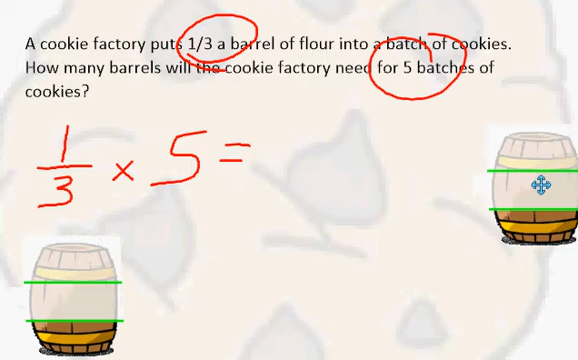 A cookie factory puts 1/3 a barrel of flour into a batch of cookies.
How many barrels will the cookie factory need for 5 batches of
cookies?
1/3 × 5 =